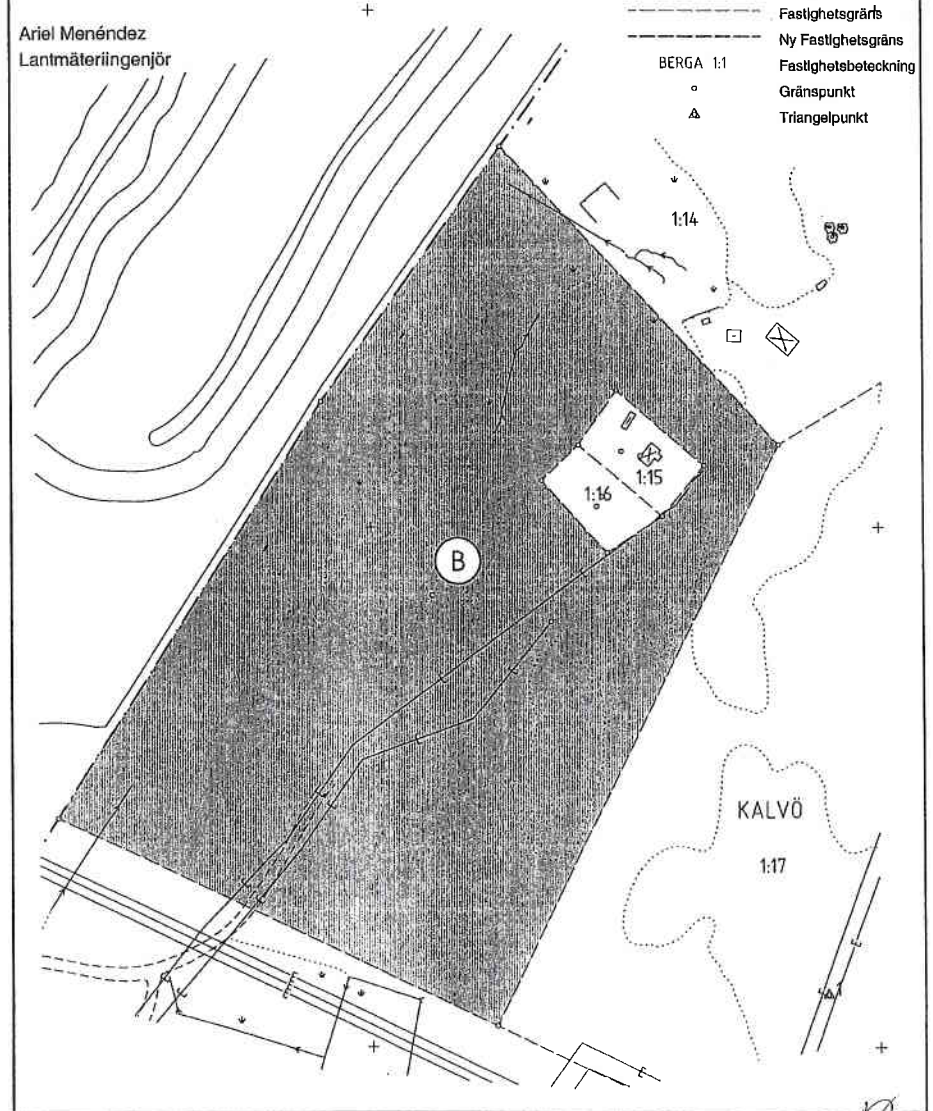 Ariel Menéndez
Lantmäteriingenjör
Fastighetsgräns
Ny Fastighetsgräns
BERGA 1:1 Fastighetsbeteckning
Gränspunkt
Triangelpunkt
1:14
1:15
1:16
B
KALVÖ
1:17